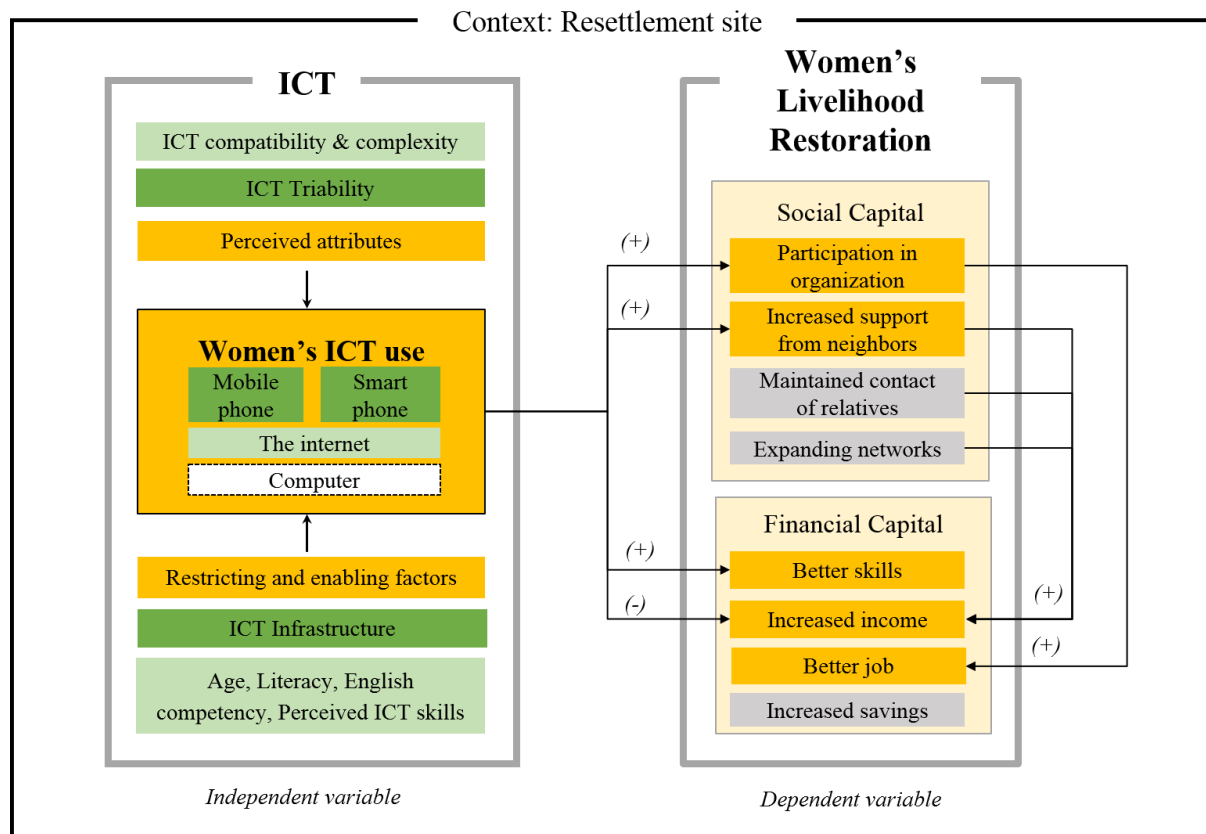 Context: Resettlement site
ICT
ICT compatibility & complexity
ICT Triability
Perceived attributes
Women's ICT use
Mobile
phone
Smart
phone
The internet
Computer
Restricting and enabling factors
ICT Infrastructure
Age, Literacy, English
competency, Perceived ICT skills
Independent variable
(+)
(+)
(+)
(-)
Women's
Livelihood
Restoration
Social Capital
Participation in
organization
Increased support
from neighbors
Maintained contact
of relatives
Expanding networks
Financial Capital
Better skills
Increased income
Better job
Increased savings
(+)
(+)
Dependent variable